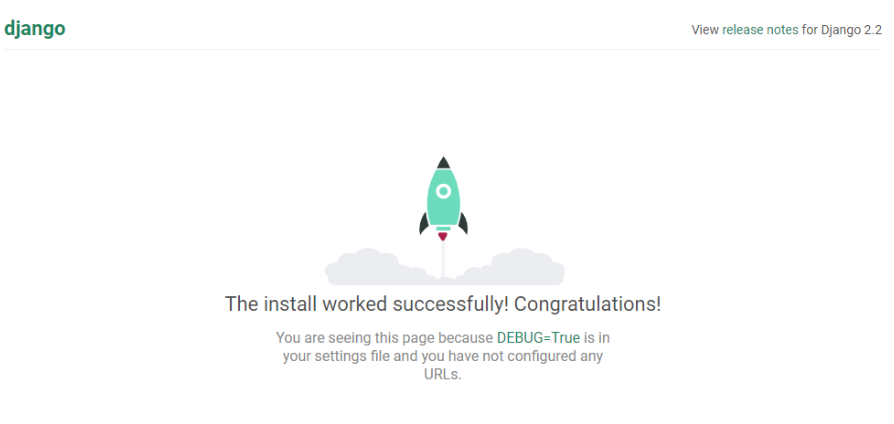 django
View release notes for Django 2.2
The install worked successfully! Congratulations!
You are seeing this page because DEBUG=True is in
your settings file and you have not configured any
URLs.